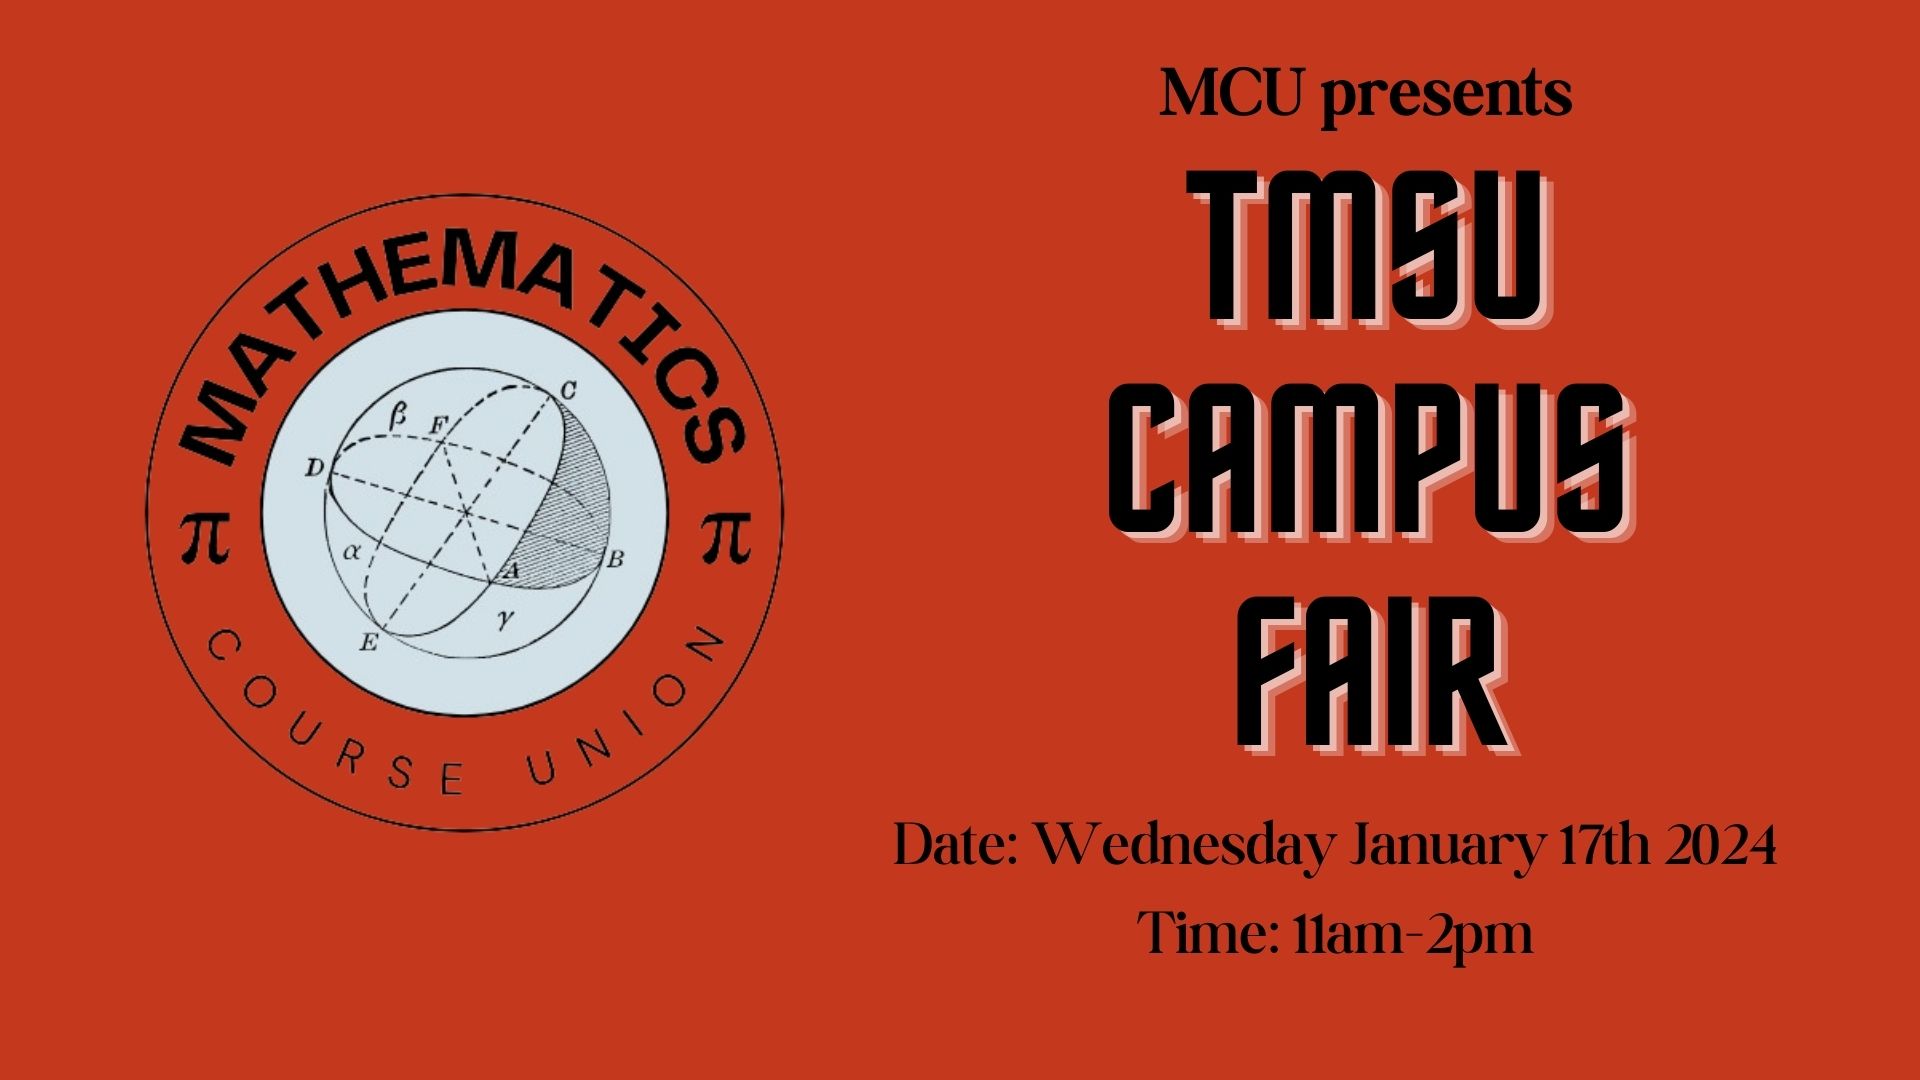 MATHEMATICS
π π
COURSE UNION
C
β
F
D
α
A
B
γ
E
MCU presents
TMSU
CAMPUS
FAIR
Date: Wednesday January 17th 2024
Time: 11am-2pm